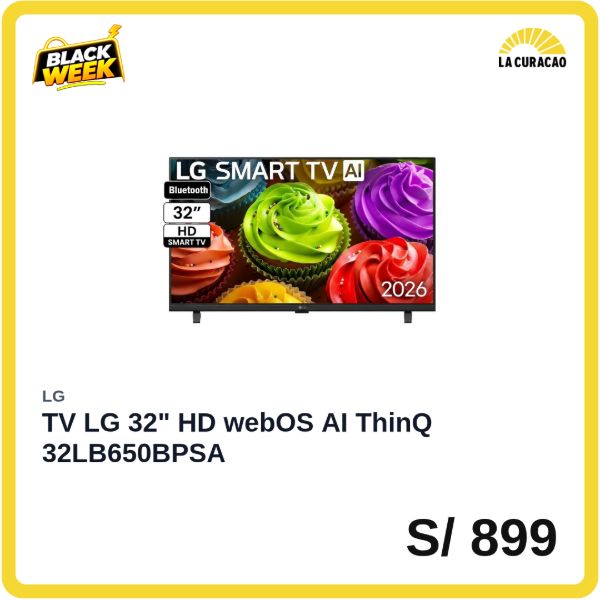 BLACK
WEEK
LA CURACAO
LG SMART TV AI
Bluetooth
32”
HD
SMART TV
2026
LG
TV LG 32" HD webOS AI ThinQ
32LB650BPSA
S/ 899